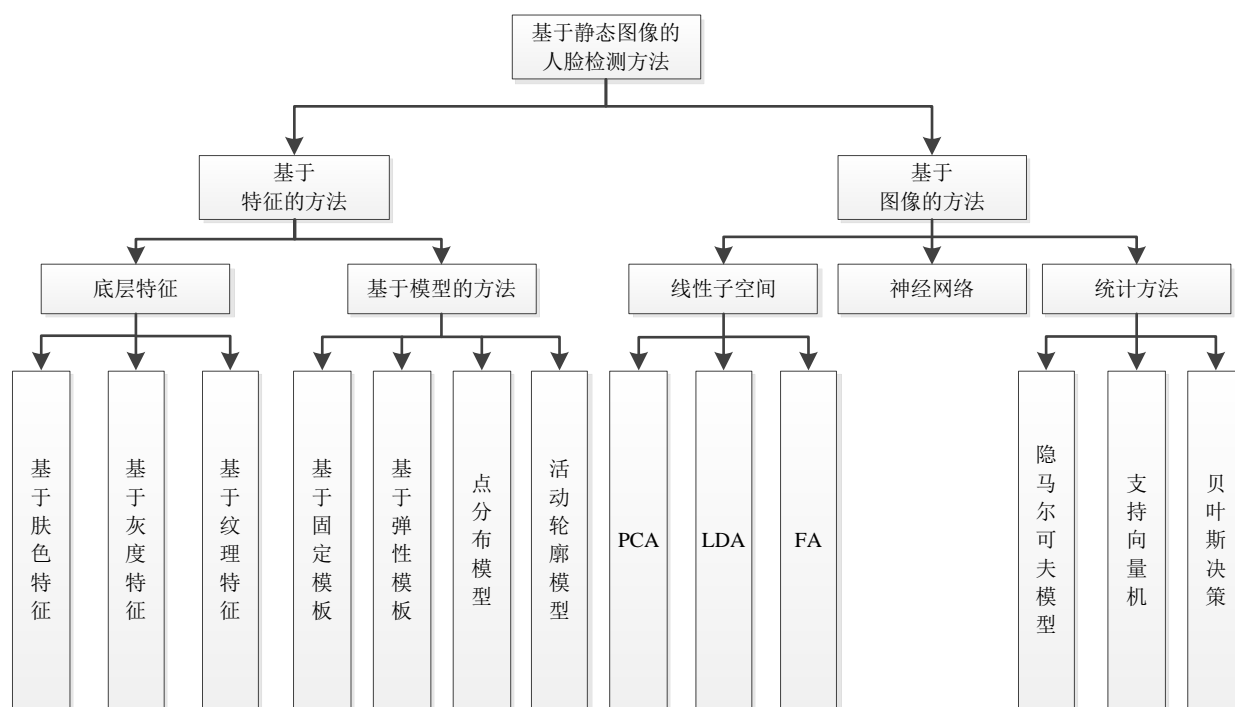 基于静态图像的
人脸检测方法
基于
特征的方法
基于
图像的方法
底层特征
基于模型的方法
线性子空间
神经网络
统计方法
基于肤色特征
基于灰度特征
基于纹理特征
基于固定模板
基于弹性模板
点分布模型
活动轮廓模型
PCA
LDA
FA
隐马尔可夫模型
支持向量机
贝叶斯决策